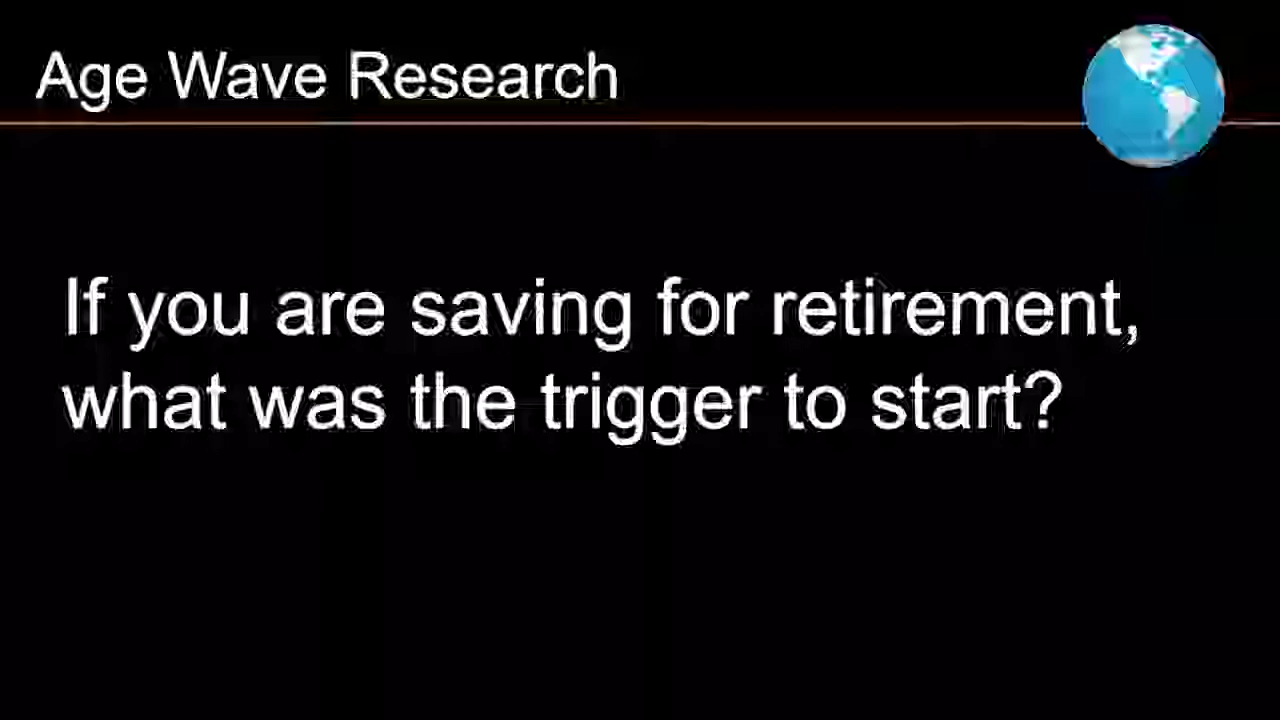 Age Wave Research
If you are saving for retirement,
what was the trigger to start?